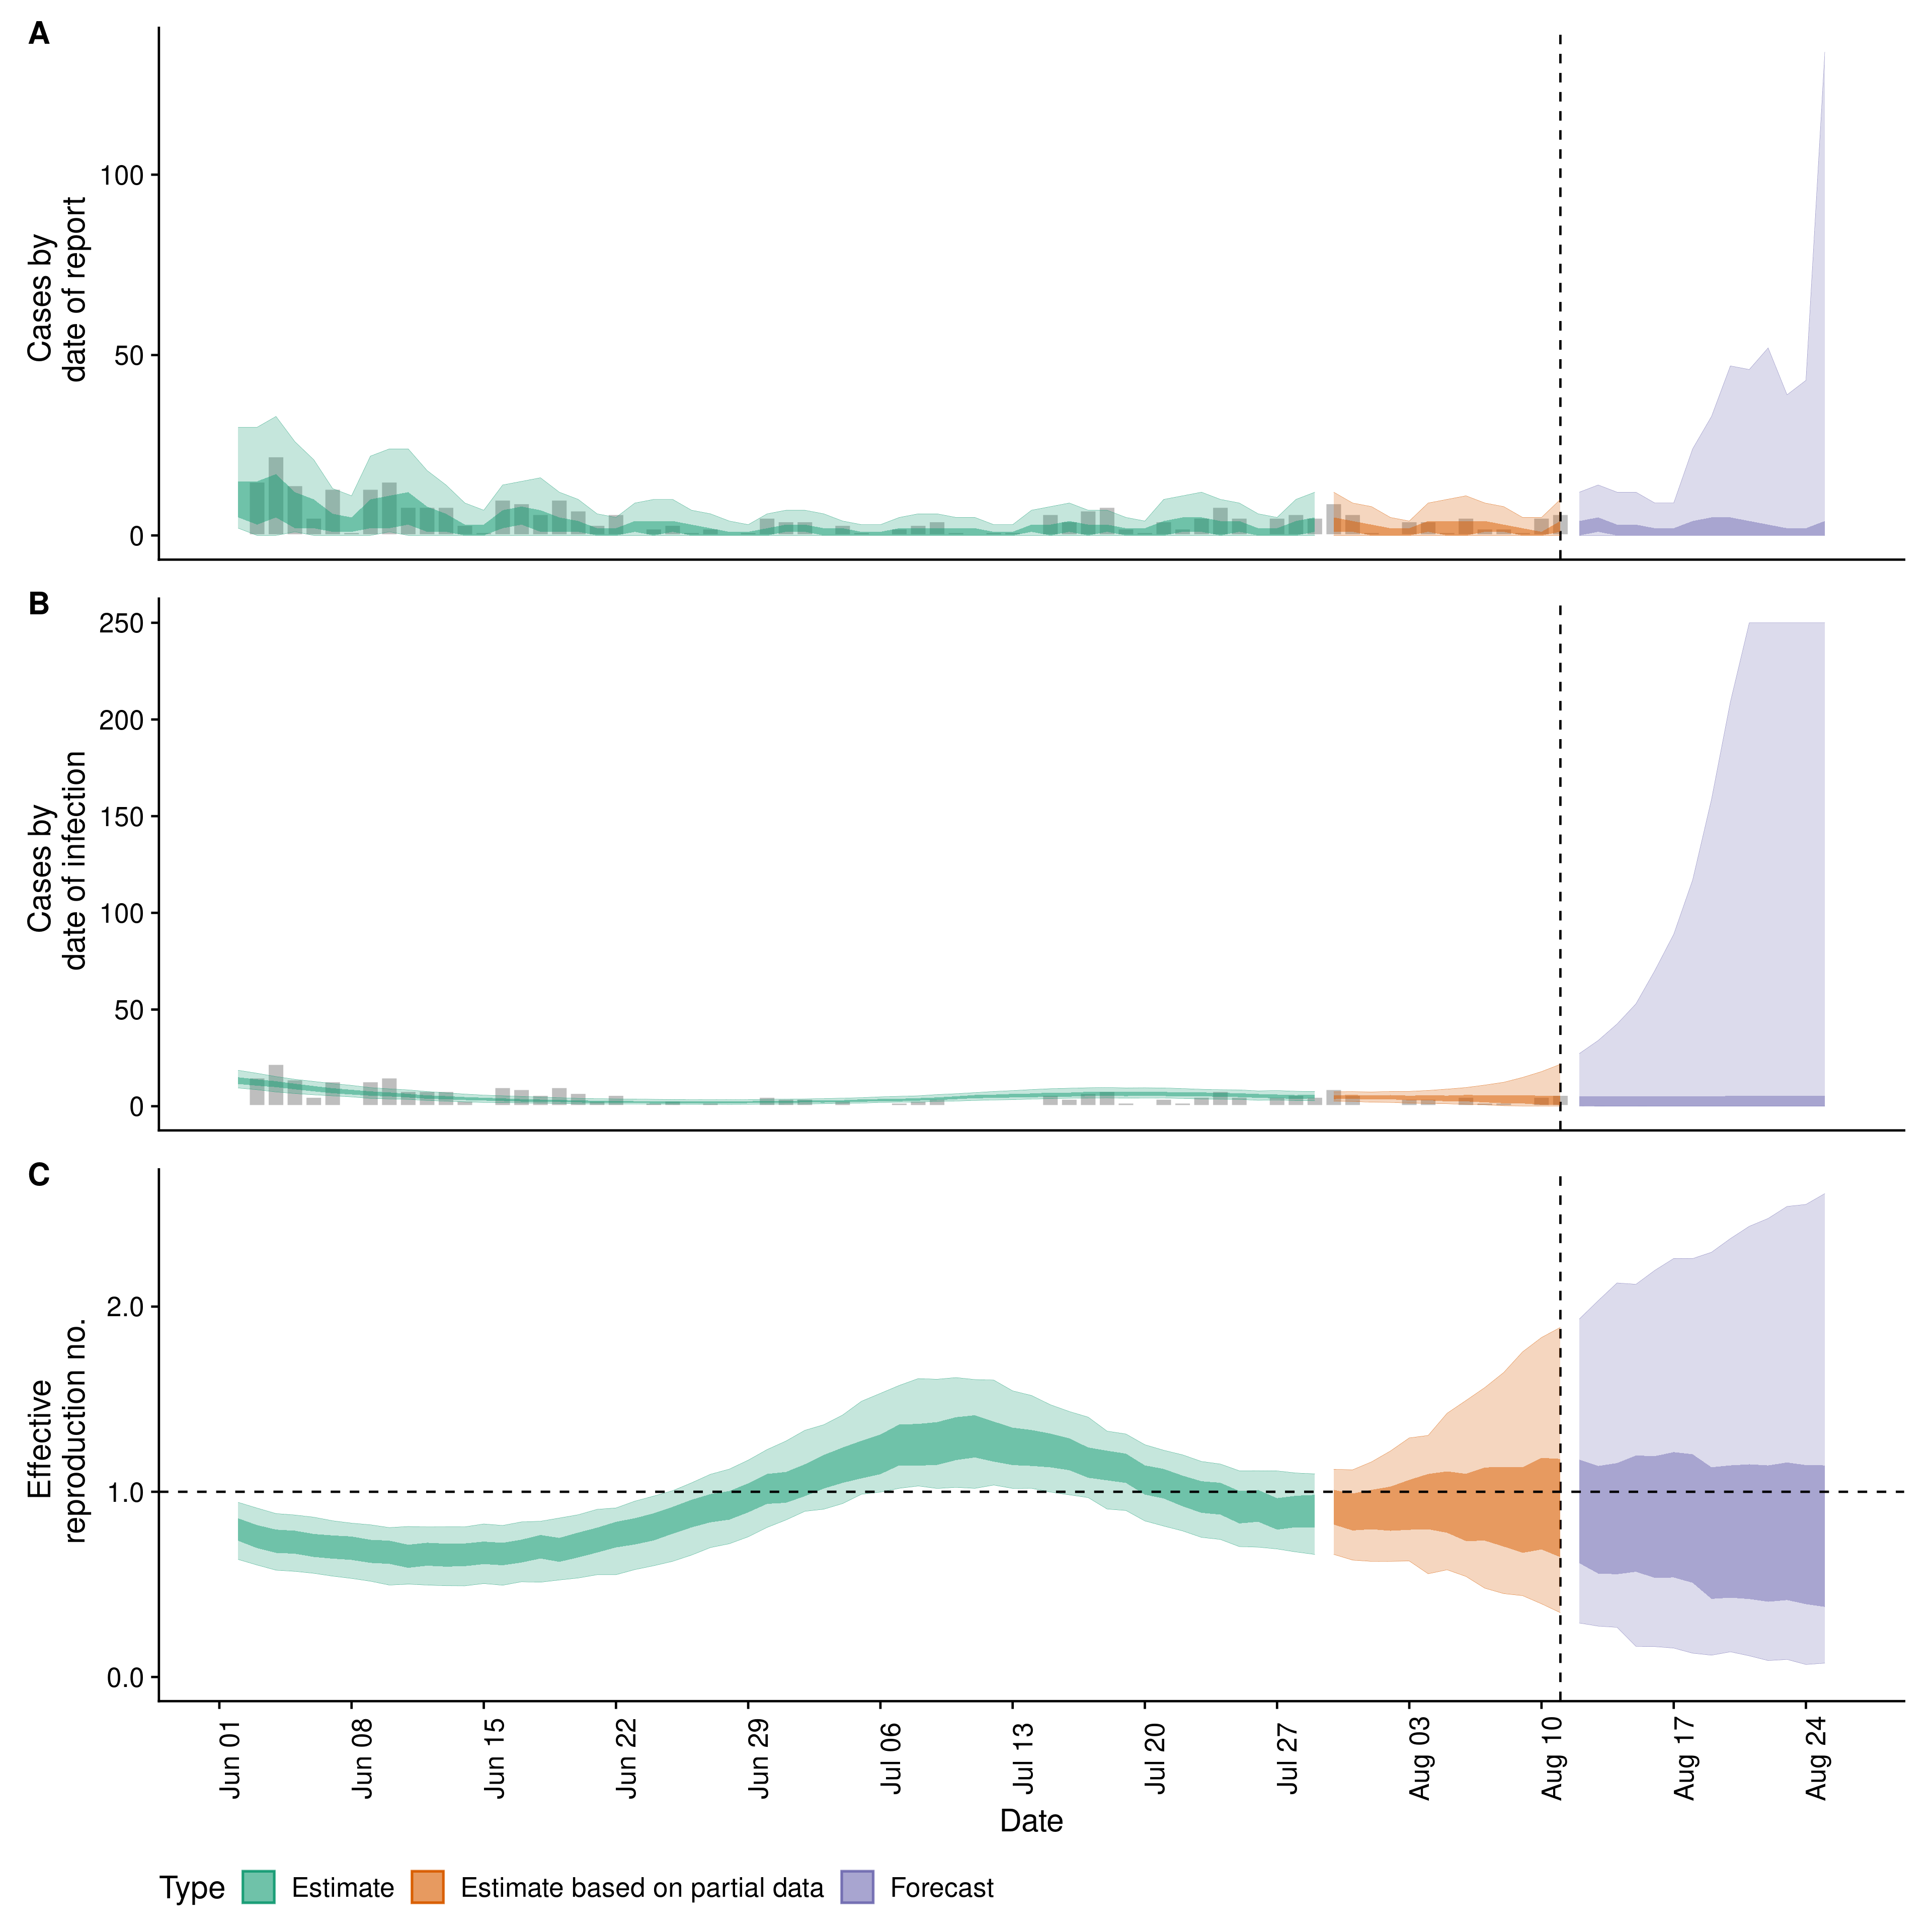 A
Cases by
date of report
100
50
0
B
Cases by
date of infection
250
200
150
100
50
0
C
Effective
reproduction no.
2.0
1.0
0.0
Jun 01
Jun 08
Jun 15
Jun 22
Jun 29
Jul 06
Jul 13
Jul 20
Jul 27
Aug 03
Aug 10
Aug 17
Aug 24
Date
Type Estimate Estimate based on partial data Forecast